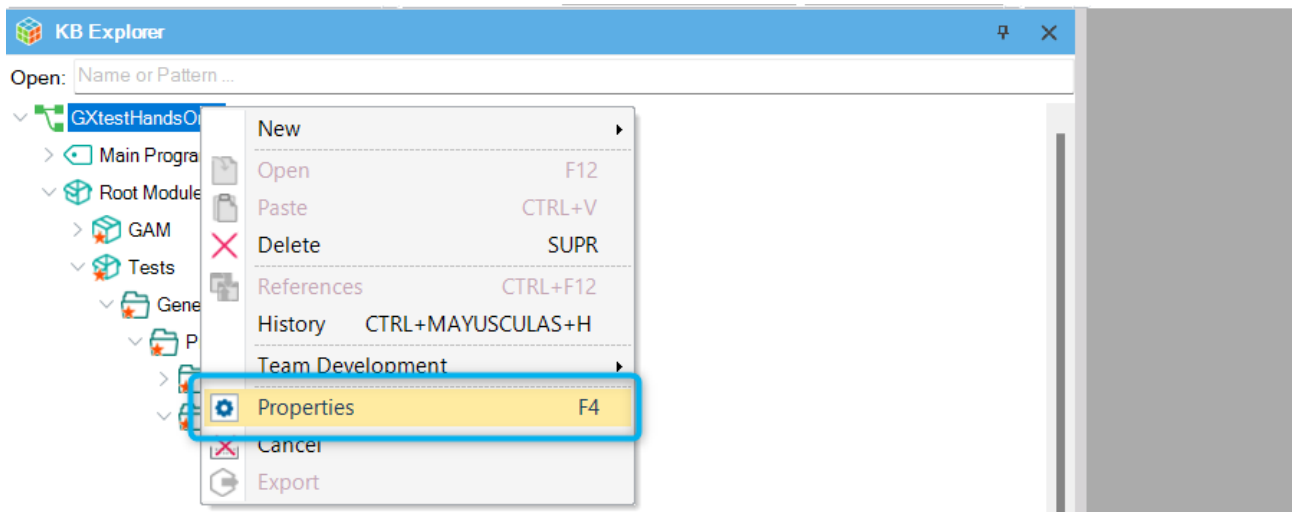 KB Explorer
Open: Name or Pattern ...
GXtestHandsO
New
Main Progra
Open F12
Root Module
Paste CTRL+V
GAM
Delete SUPR
Tests
References CTRL+F12
Gene
History CTRL+MAYUSCULAS+H
P
Team Development
Properties F4
Cancel
Export